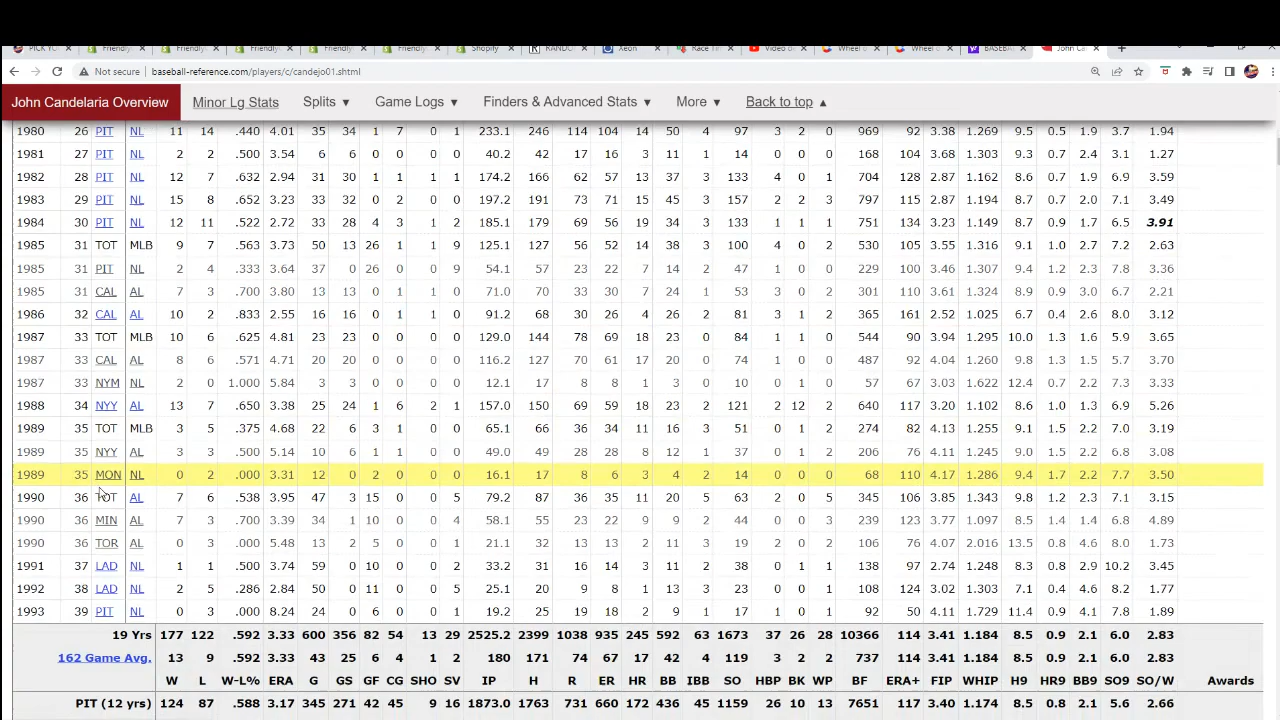 Friendly
Friendly
Friendly
Friendly
Friendly
Shopify
Xeon
Race Tim
Video
Wheel
Wheel
BASEB
John Ca
Not secure | baseball-reference.com/players/c/candejo01.shtml
John Candelaria Overview Minor Lg Stats Splits ▼ Game Logs ▼ Finders & Advanced Stats ▼ More ▼ Back to top ▲
1980 26 PIT NL 11 14 .440 4.01 35 34 1 7 0 1 233.1 246 114 104 14 50 4 97 3 2 0 969 92 3.38 1.269 9.5 0.5 1.9 3.7 1.94
1981 27 PIT NL 2 2 .500 3.54 6 6 0 0 0 0 40.2 42 17 16 3 11 1 14 0 0 0 168 104 3.68 1.303 9.3 0.7 2.4 3.1 1.27
1982 28 PIT NL 12 7 .632 2.94 31 30 1 1 1 1 174.2 166 62 57 13 37 3 133 4 0 1 704 128 2.87 1.162 8.6 0.7 1.9 6.9 3.59
1983 29 PIT NL 15 8 .652 3.23 33 32 0 2 0 0 197.2 191 73 71 15 45 3 157 2 2 3 797 116 2.87 1.194 8.7 0.7 2.0 7.1 3.49
1984 30 PIT NL 12 11 .522 2.72 33 28 4 3 1 2 185.1 179 69 56 19 34 3 133 1 1 1 751 134 3.23 1.149 8.7 0.9 1.7 6.5 3.91
1985 31 TOT MLB 9 7 .563 3.73 50 13 26 1 1 9 125.1 127 56 52 14 38 3 100 4 0 2 530 105 3.55 1.316 9.1 1.0 2.7 7.2 2.63
1985 31 PIT NL 2 4 .333 3.64 37 0 26 0 0 9 54.1 57 23 22 7 14 2 47 1 0 0 229 100 3.46 1.307 9.4 1.2 2.3 7.8 3.36
1985 31 CAL AL 7 3 .700 3.80 13 13 0 1 1 0 71.0 70 33 30 7 24 1 53 3 0 2 301 110 3.61 1.324 8.9 0.9 3.0 6.7 2.21
1986 32 CAL AL 10 2 .833 2.55 16 16 0 1 1 0 91.2 68 30 26 4 26 2 81 3 1 2 365 161 2.52 1.025 6.7 0.4 2.6 8.0 3.12
1987 33 TOT MLB 10 6 .625 4.81 23 23 0 0 0 0 129.0 144 78 69 18 23 0 84 1 1 0 544 90 3.94 1.295 10.0 1.3 1.6 5.9 3.65
1987 33 CAL AL 8 6 .571 4.71 20 20 0 0 0 0 116.2 127 70 61 17 20 0 74 1 0 0 487 92 4.04 1.260 9.8 1.3 1.5 5.7 3.70
1987 33 NYM NL 2 0 1.000 5.84 3 3 0 0 0 0 12.1 17 8 8 1 3 0 10 0 1 0 57 67 3.03 1.622 12.4 0.7 2.2 7.3 3.33
1988 34 NYY AL 13 7 .650 3.38 25 24 1 6 2 1 157.0 150 69 59 18 23 2 121 2 12 2 640 117 3.20 1.102 8.6 1.0 1.3 6.9 5.26
1989 35 TOT MLB 3 5 .375 4.68 22 6 3 1 0 0 65.1 66 36 34 11 16 3 51 0 1 2 274 82 4.13 1.255 9.1 1.5 2.2 7.0 3.19
1989 35 NYY AL 3 3 .500 5.14 10 6 1 1 0 0 49.0 49 28 28 8 12 1 37 0 1 2 206 76 4.11 1.245 9.0 1.5 2.2 6.8 3.08
1989 35 MON NL 0 2 .000 3.31 12 0 2 0 0 0 16.1 17 8 6 3 4 2 14 0 0 0 68 110 4.17 1.286 9.4 1.7 2.2 7.7 3.50
1990 36 TOT AL 7 6 .538 3.95 47 3 15 0 0 5 79.2 87 36 35 11 20 5 63 2 0 5 345 106 3.85 1.343 9.8 1.2 2.3 7.1 3.15
1990 36 MIN AL 7 3 .700 3.39 34 1 10 0 0 4 58.1 55 23 22 9 9 2 44 0 0 3 239 123 3.77 1.097 8.5 1.4 1.4 6.8 4.89
1990 36 TOR AL 0 3 .000 5.48 13 2 5 0 0 1 21.1 32 13 13 2 11 3 19 2 0 2 106 76 4.07 2.016 13.5 0.8 4.6 8.0 1.73
1991 37 LAD NL 1 1 .500 3.74 59 0 10 0 0 2 33.2 31 16 14 3 11 2 38 0 0 1 138 97 2.74 1.248 8.3 0.8 2.9 10.2 3.45
1992 38 LAD NL 2 5 .286 2.84 50 0 11 0 0 5 25.1 20 9 8 1 13 3 23 0 0 2 108 124 3.02 1.303 7.1 0.4 4.6 8.2 1.77
1993 39 PIT NL 0 3 .000 8.24 24 0 6 0 0 1 19.2 25 19 18 2 9 1 17 1 0 1 92 50 4.11 1.729 11.4 0.9 4.1 7.8 1.89
19 Yrs 177 122 .592 3.33 600 356 82 54 13 29 2525.2 2399 1038 935 245 592 63 1673 37 26 28 10366 114 3.41 1.184 8.5 0.9 2.1 6.0 2.83
162 Game Avg. 13 9 .592 3.33 43 25 6 4 1 2 180 171 74 67 17 42 4 119 3 2 2 737 114 3.41 1.184 8.5 0.9 2.1 6.0 2.83
W L W-L% ERA G GS GF CG SHO SV IP H R ER HR BB IBB SO HBP BK WP BF ERA+ FIP WHIP H9 HR9 BB9 SO9 SO/W Awards
PIT (12 yrs) 124 87 .588 3.17 345 271 42 45 9 16 1873.0 1763 731 660 172 436 45 1159 26 10 13 7651 117 3.40 1.174 8.5 0.8 2.1 5.6 2.66